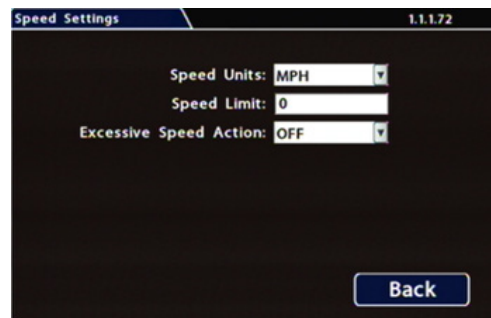 Speed Settings 1.1.1.72
Speed Units: MPH
Speed Limit: 0
Excessive Speed Action: OFF
Back